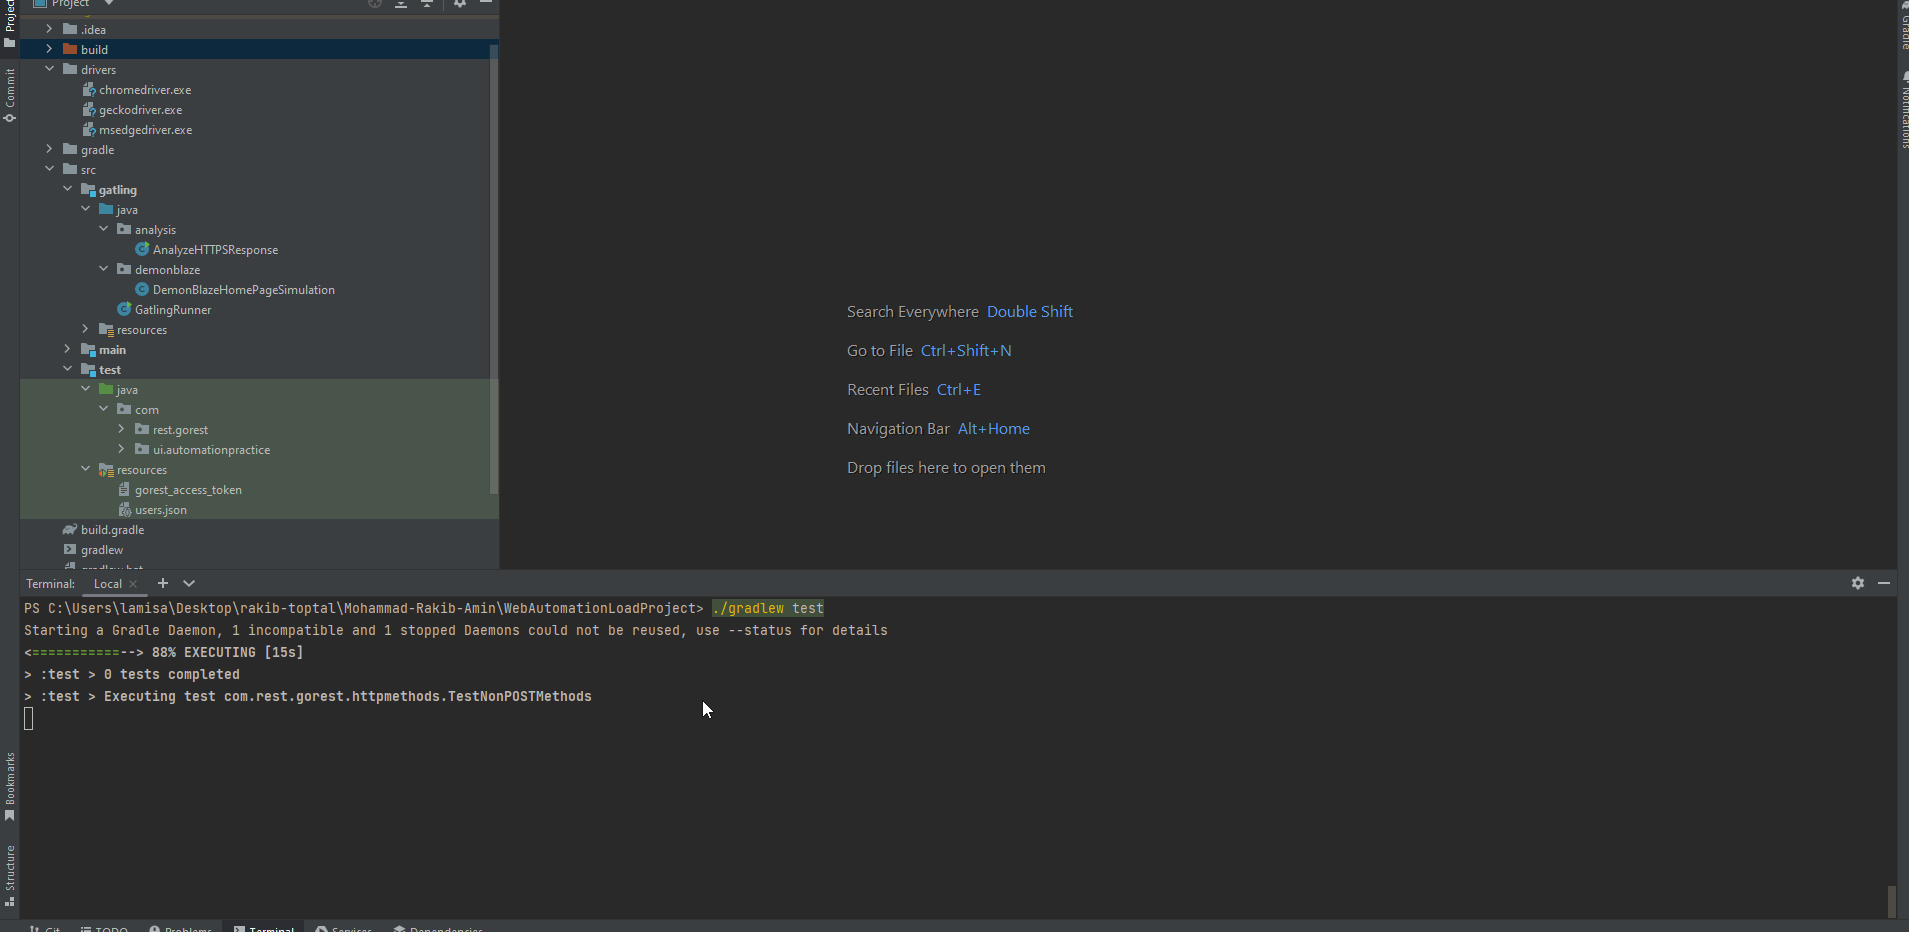 Project
Project
.idea
build
drivers
chromedriver.exe
geckodriver.exe
msedgedriver.exe
gradle
src
gatling
java
analysis
AnalyzeHTTPSResponse
demonblaze
DemonBlazeHomePageSimulation
GatlingRunner
resources
main
test
java
com
rest.gorest
ui.automationpractice
resources
gorest_access_token
users.json
build.gradle
gradlew
gradlew.bat
Commit
Bookmarks
Structure
Gradle
Notifications
Search Everywhere Double Shift
Go to File Ctrl+Shift+N
Recent Files Ctrl+E
Navigation Bar Alt+Home
Drop files here to open them
Terminal: Local
PS C:\Users\lamisa\Desktop\rakib-toptal\Mohammad-Rakib-Amin\WebAutomationLoadProject> ./gradlew test
Starting a Gradle Daemon, 1 incompatible and 1 stopped Daemons could not be reused, use --status for details
<===========--> 88% EXECUTING [15s]
> :test > 0 tests completed
> :test > Executing test com.rest.gorest.httpmethods.TestNonPOSTMethods
Git TODO Problems Terminal Services Dependencies